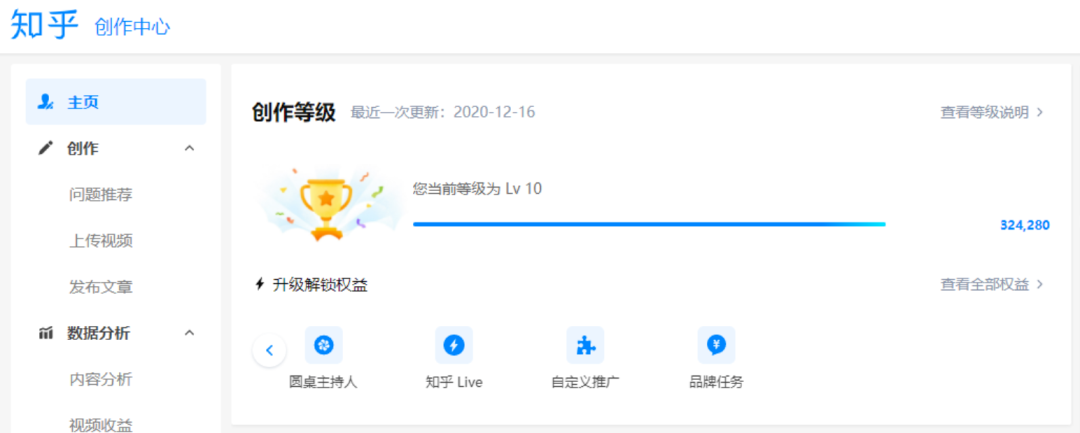 知乎 创作中心
主页
创作
问题推荐
上传视频
发布文章
数据分析
内容分析
视频收益
创作等级 最近一次更新：2020-12-16 查看等级说明
您当前等级为 Lv 10
324,280
升级解锁权益 查看全部权益
圆桌主持人 知乎 Live 自定义推广 品牌任务